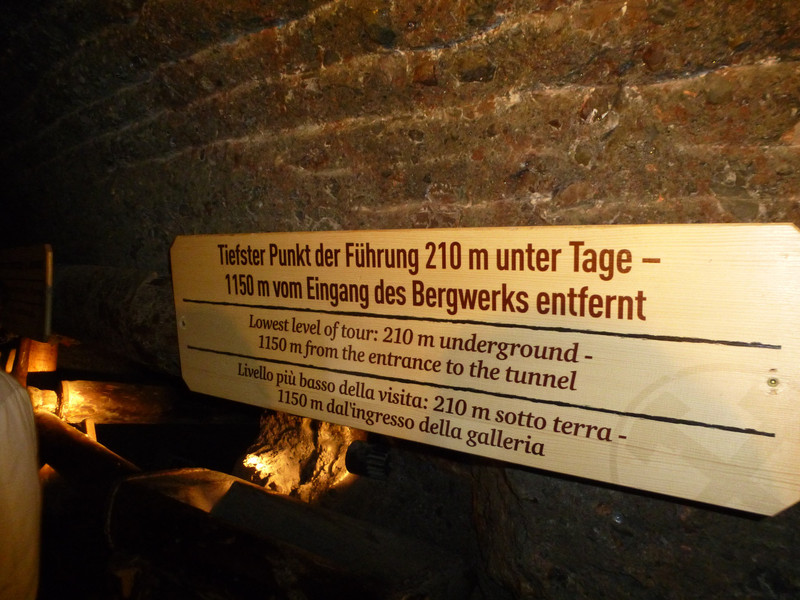 Tiefster Punkt der Führung 210 m unter Tage –
1150 m vom Eingang des Bergwerks entfernt
Lowest level of tour: 210 m underground -
1150 m from the entrance to the tunnel
Livello più basso della visita: 210 m sotto terra -
1150 m dal'ingresso della galleria